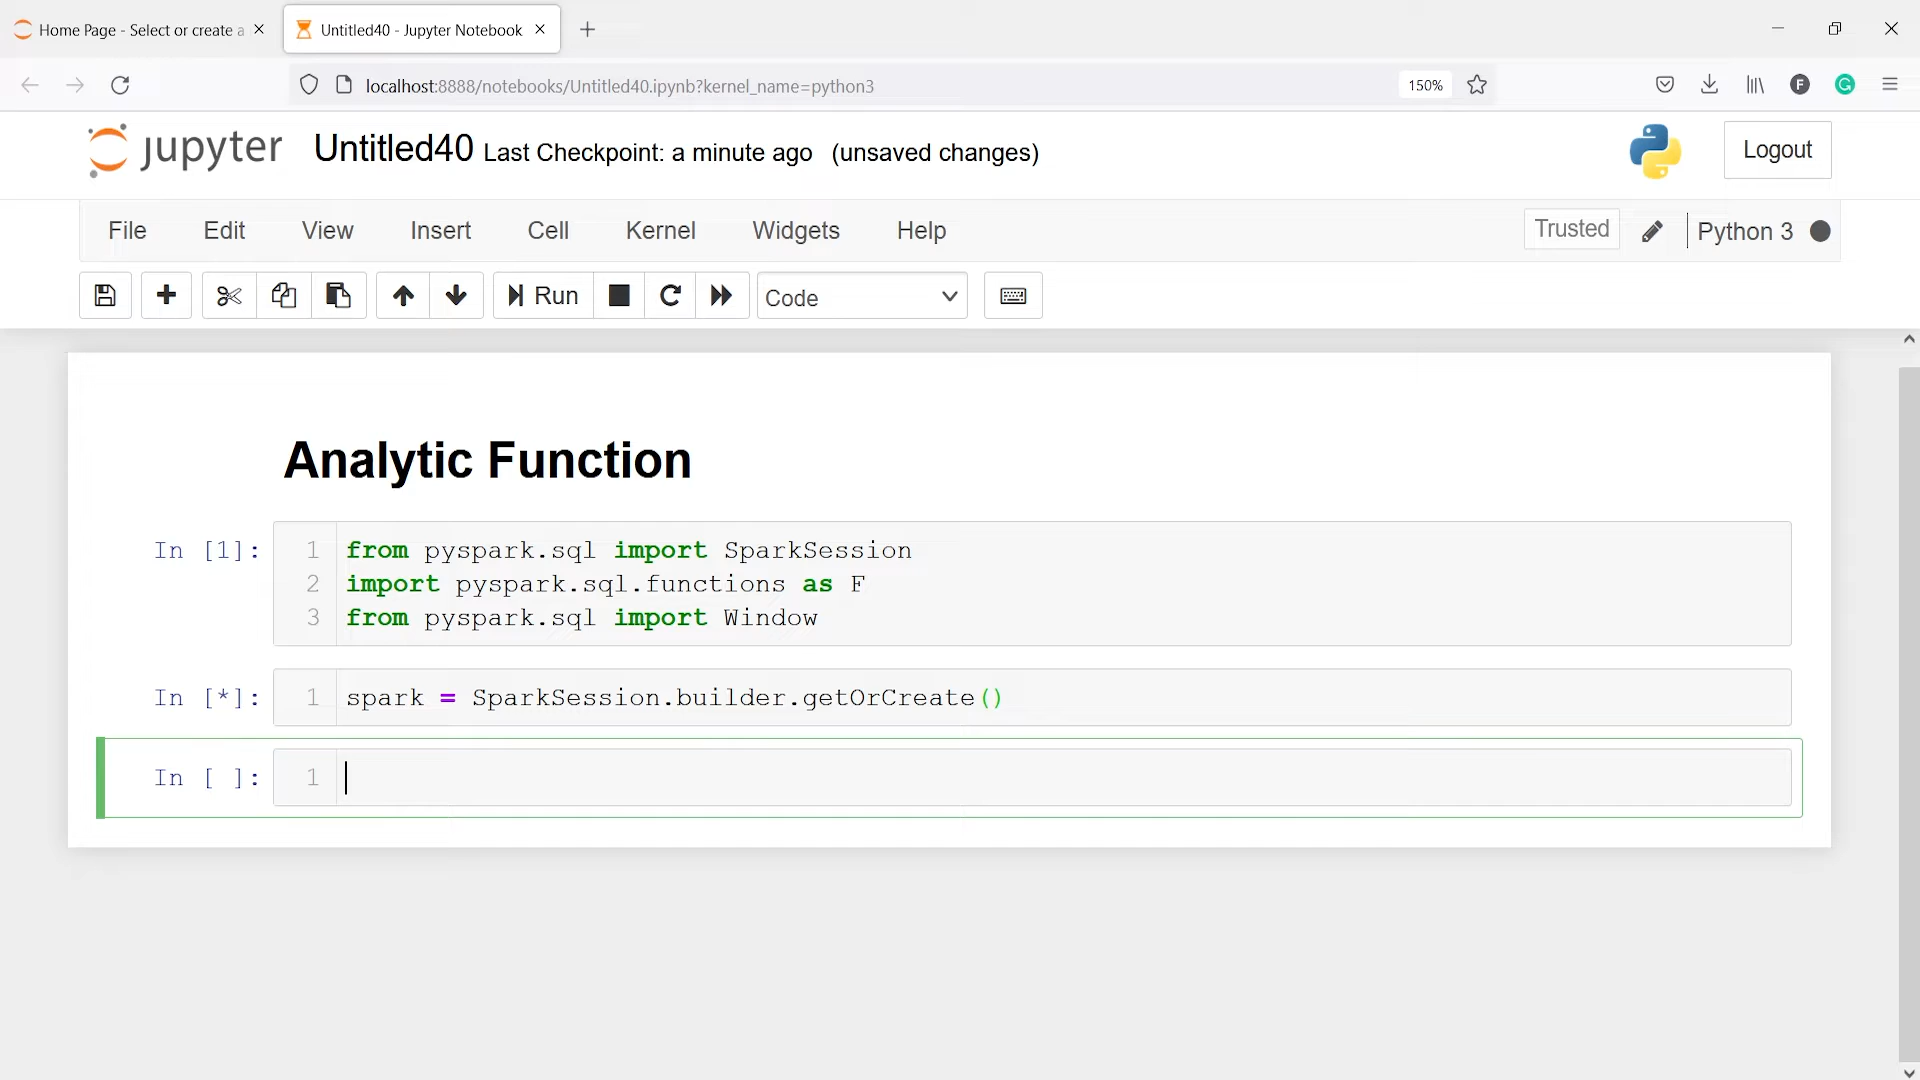 Home Page - Select or create a
Untitled40 - Jupyter Notebook
localhost:8888/notebooks/Untitled40.ipynb?kernel_name=python3
150%
F
G
jupyter Untitled40 Last Checkpoint: a minute ago (unsaved changes)
Logout
File Edit View Insert Cell Kernel Widgets Help
Trusted
Python 3
Run
Code
Analytic Function
In [1]:
1 from pyspark.sql import SparkSession
2 import pyspark.sql.functions as F
3 from pyspark.sql import Window
In [*]:
1 spark = SparkSession.builder.getOrCreate()
In [ ]:
1